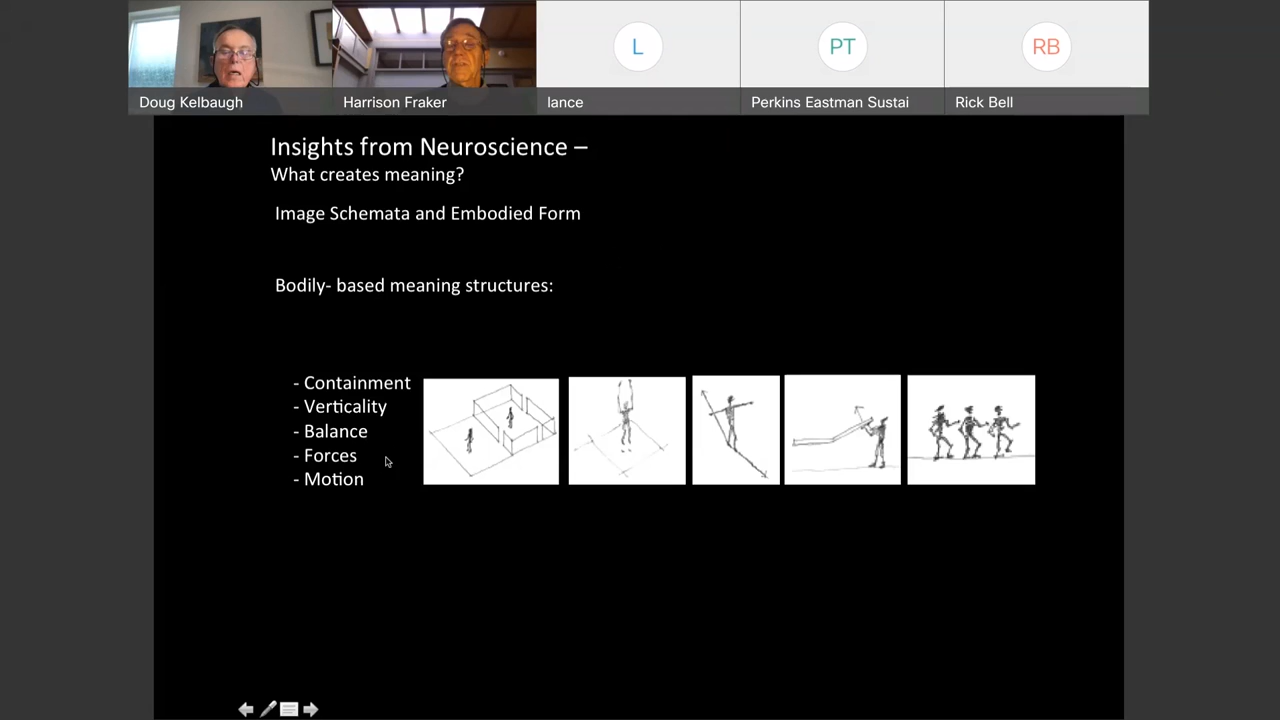 L
PT
RB
Doug Kelbaugh
Harrison Fraker
lance
Perkins Eastman Sustai
Rick Bell
Insights from Neuroscience –
What creates meaning?
Image Schemata and Embodied Form
Bodily- based meaning structures:
- Containment
- Verticality
- Balance
- Forces
- Motion